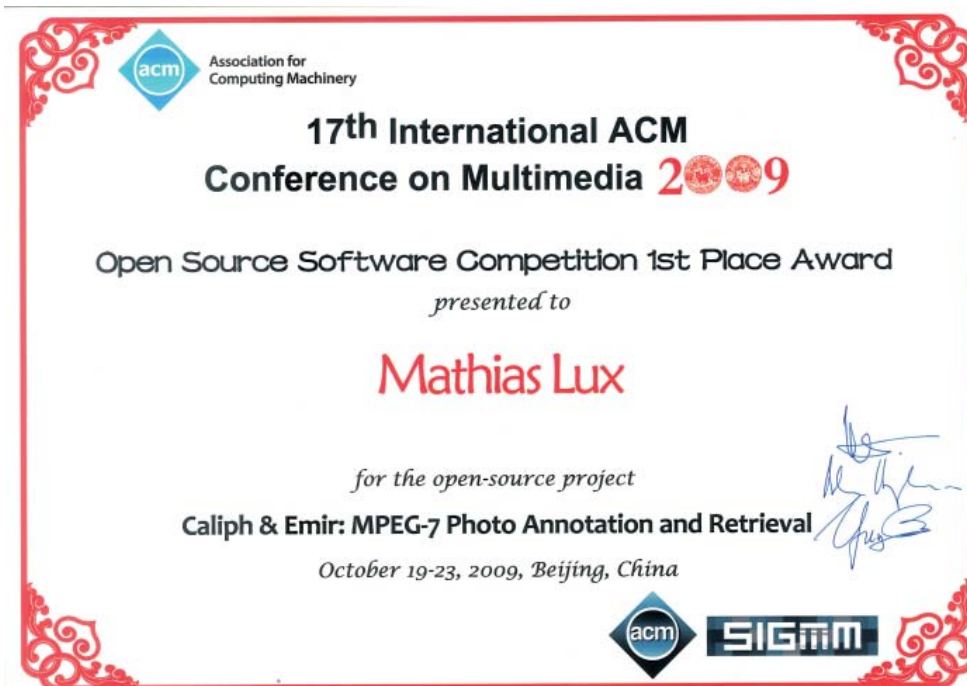 acm
Association for
Computing Machinery
17th International ACM
Conference on Multimedia 2009
Open Source Software Competition 1st Place Award
presented to
Mathias Lux
for the open-source project
Caliph & Emir: MPEG-7 Photo Annotation and Retrieval
October 19-23, 2009, Beijing, China
acm
SIGmm